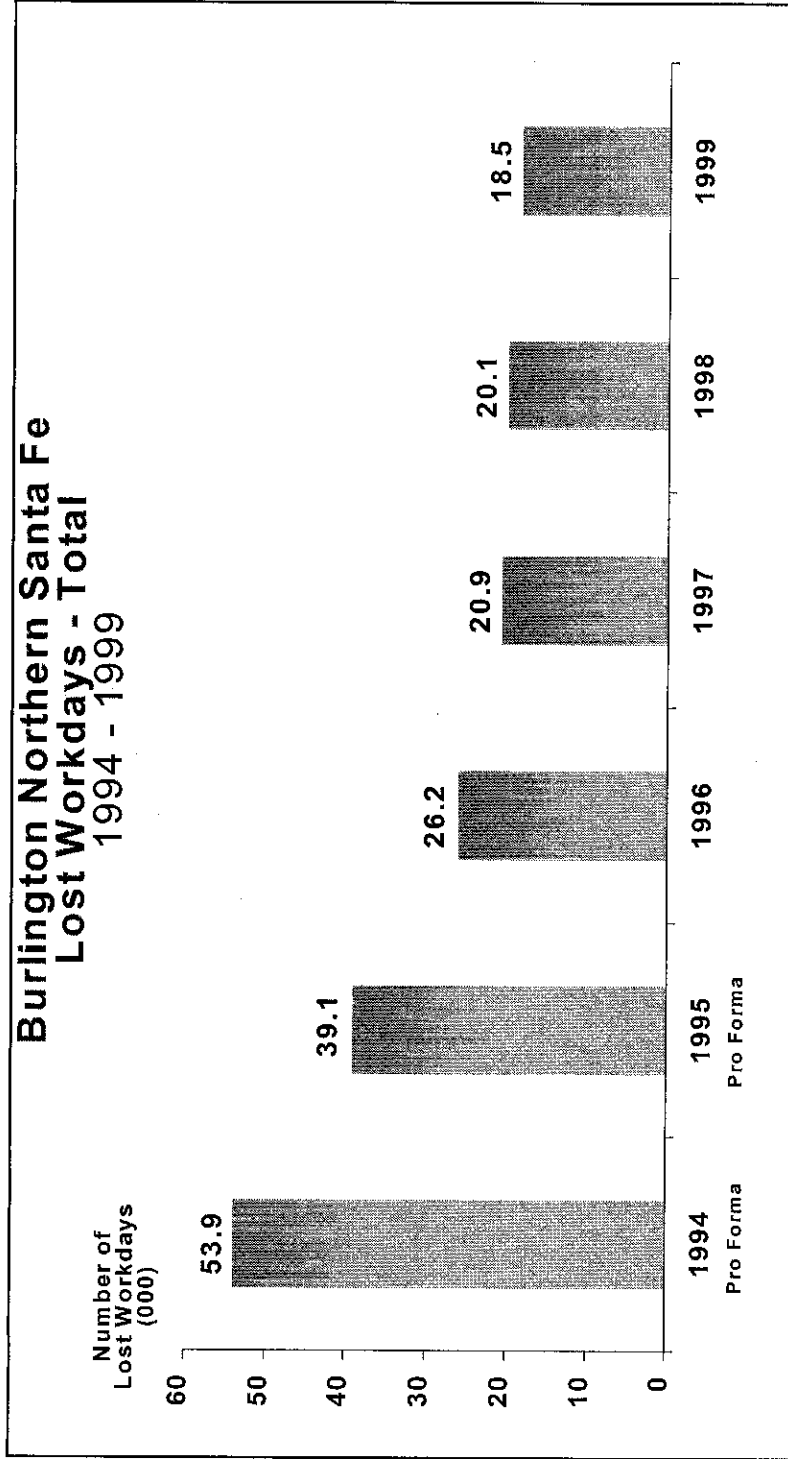 Burlington Northern Santa Fe
Lost Workdays - Total
1994 - 1999
Number of
Lost Workdays
(000)
60
50
40
30
20
10
0
53.9
39.1
26.2
20.9
20.1
18.5
1994
1995
1996
1997
1998
1999
Pro Forma
Pro Forma